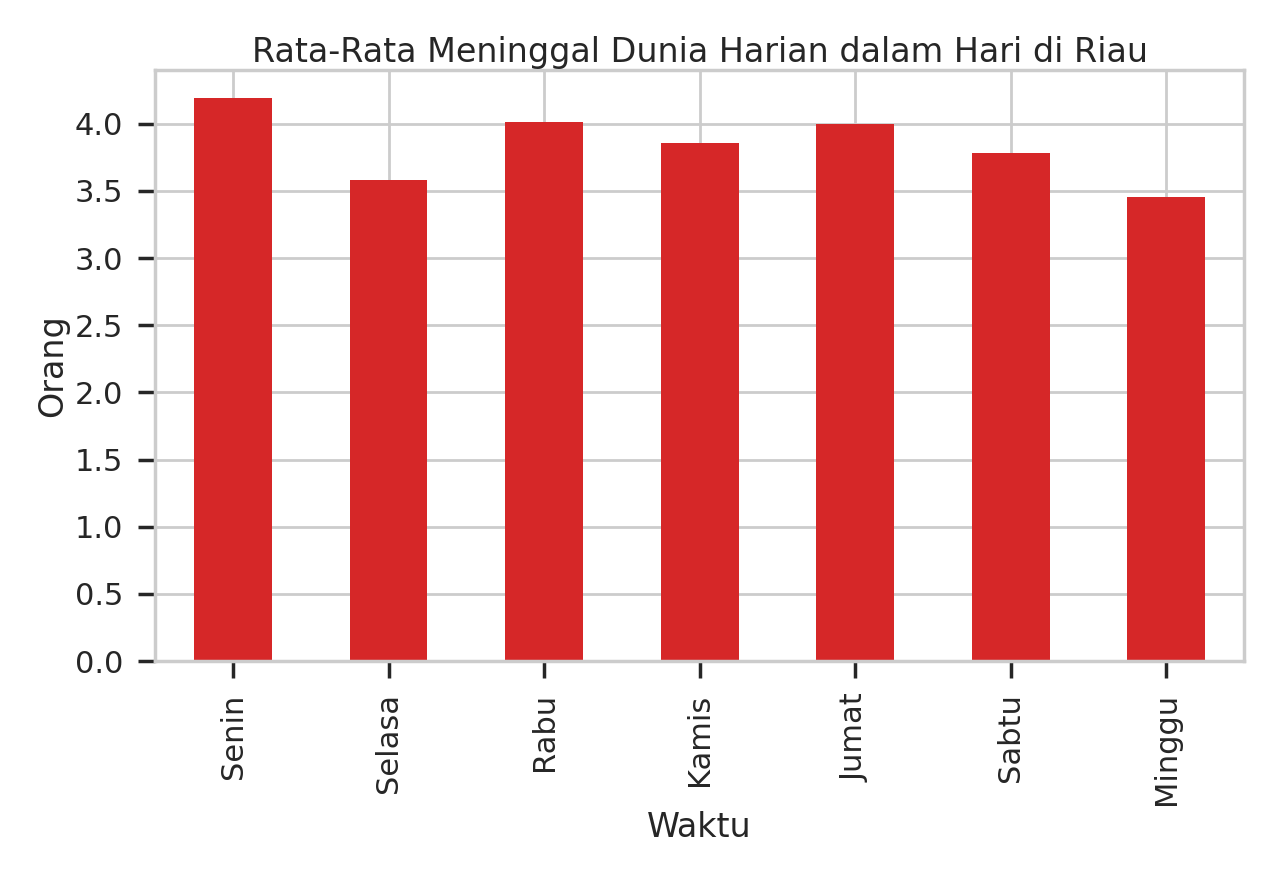 Rata-Rata Meninggal Dunia Harian dalam Hari di Riau
Orang
4.0
3.5
3.0
2.5
2.0
1.5
1.0
0.5
0.0
Senin
Selasa
Rabu
Kamis
Jumat
Sabtu
Minggu
Waktu